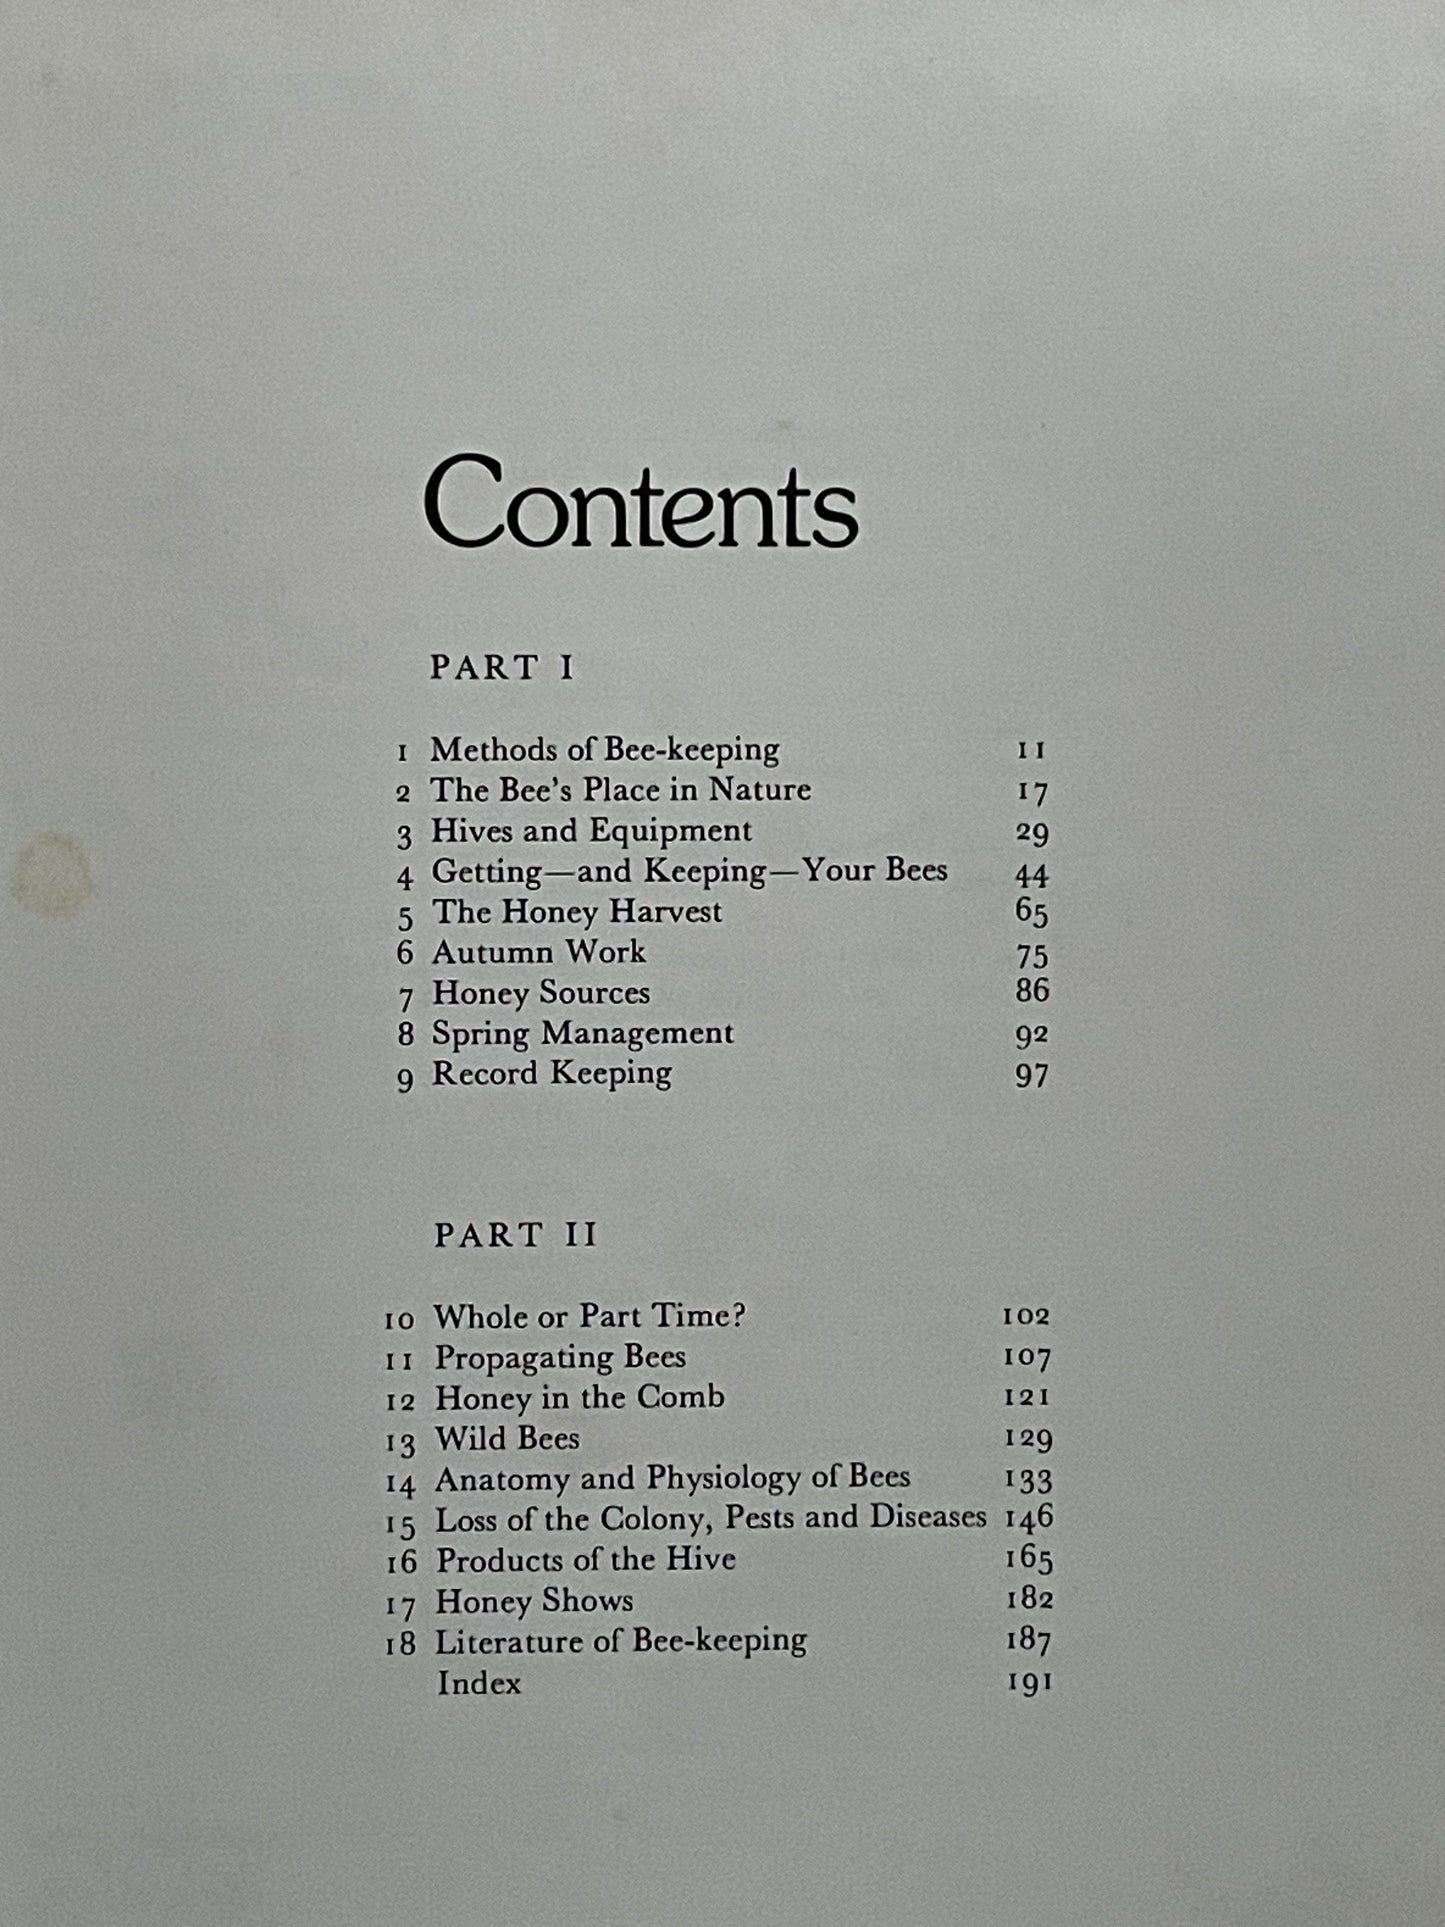 Contents
PART I
1 Methods of Bee-keeping 11
2 The Bee's Place in Nature 17
3 Hives and Equipment 29
4 Getting—and Keeping—Your Bees 44
5 The Honey Harvest 65
6 Autumn Work 75
7 Honey Sources 86
8 Spring Management 92
9 Record Keeping 97
PART II
10 Whole or Part Time? 102
11 Propagating Bees 107
12 Honey in the Comb 121
13 Wild Bees 129
14 Anatomy and Physiology of Bees 133
15 Loss of the Colony, Pests and Diseases 146
16 Products of the Hive 165
17 Honey Shows 182
18 Literature of Bee-keeping 187
Index 191